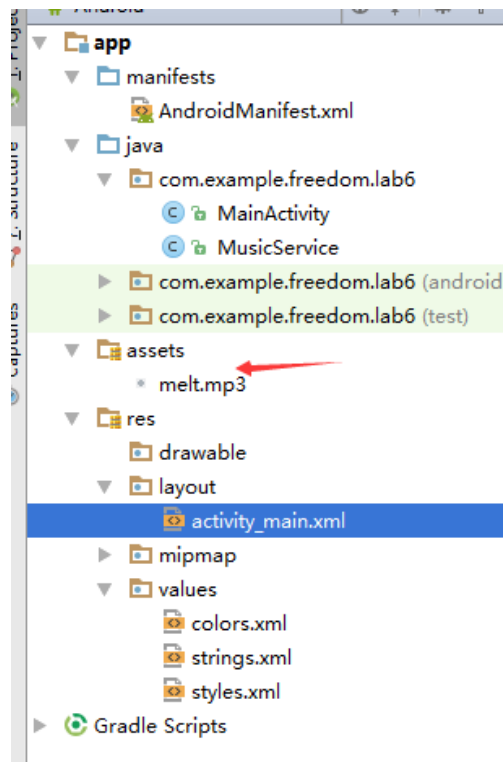 app
manifests
AndroidManifest.xml
java
com.example.freedom.lab6
MainActivity
MusicService
com.example.freedom.lab6 (android
com.example.freedom.lab6 (test)
assets
melt.mp3
res
drawable
layout
activity_main.xml
mipmap
values
colors.xml
strings.xml
styles.xml
Gradle Scripts